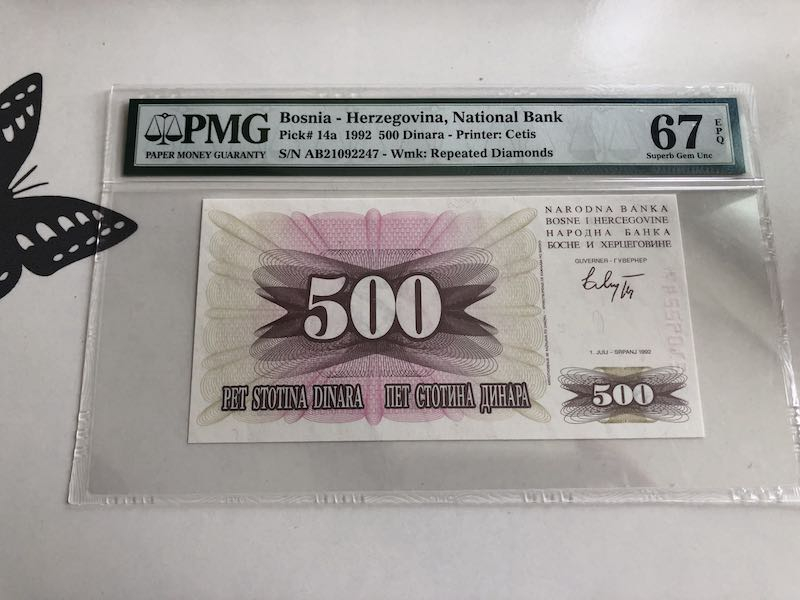 PMG
PAPER MONEY GUARANTY
Bosnia - Herzegovina, National Bank
Pick# 14a 1992 500 Dinara - Printer: Cetis
S/N AB21092247 - Wmk: Repeated Diamonds
67 EPQ
Superb Gem Unc
NARODNA BANKA
BOSNE I HERCEGOVINE
НАРОДНА БАНКА
БОСНЕ И ХЕРЦЕГОВИНЕ
GUVERNER - ГУВЕРНЕР
1. JULI - SRPANJ 1992
500
PET STOTINA DINARA ПЕТ СТОТИНА ДИНАРА
500